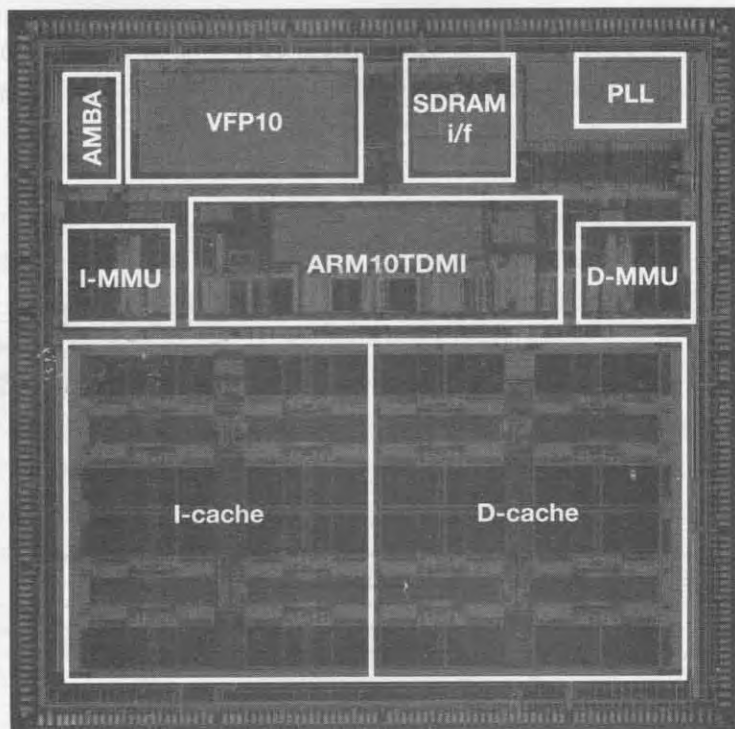 AMBA
VFP10
SDRAM
i/f
PLL
I-MMU
ARM10TDMI
D-MMU
I-cache
D-cache